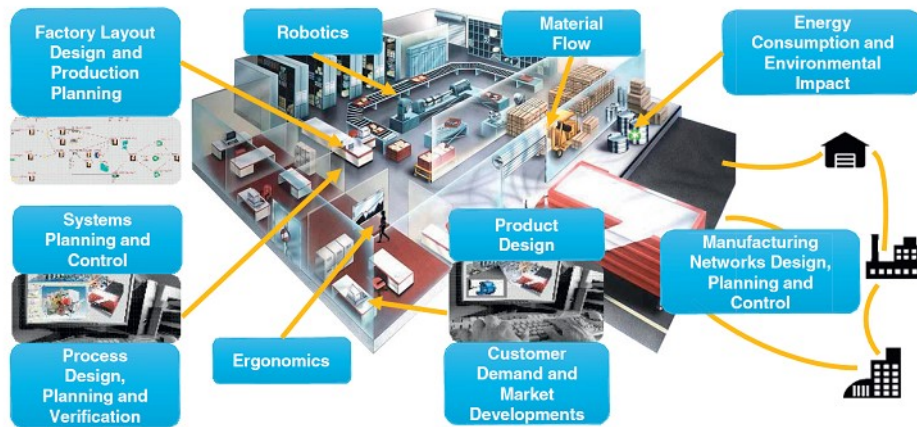 Factory Layout
Design and
Production
Planning
Robotics
Material
Flow
Energy
Consumption and
Environmental
Impact
Systems
Planning and
Control
Product
Design
Manufacturing
Networks Design,
Planning and
Control
Process
Design,
Planning and
Verification
Ergonomics
Customer
Demand and
Market
Developments